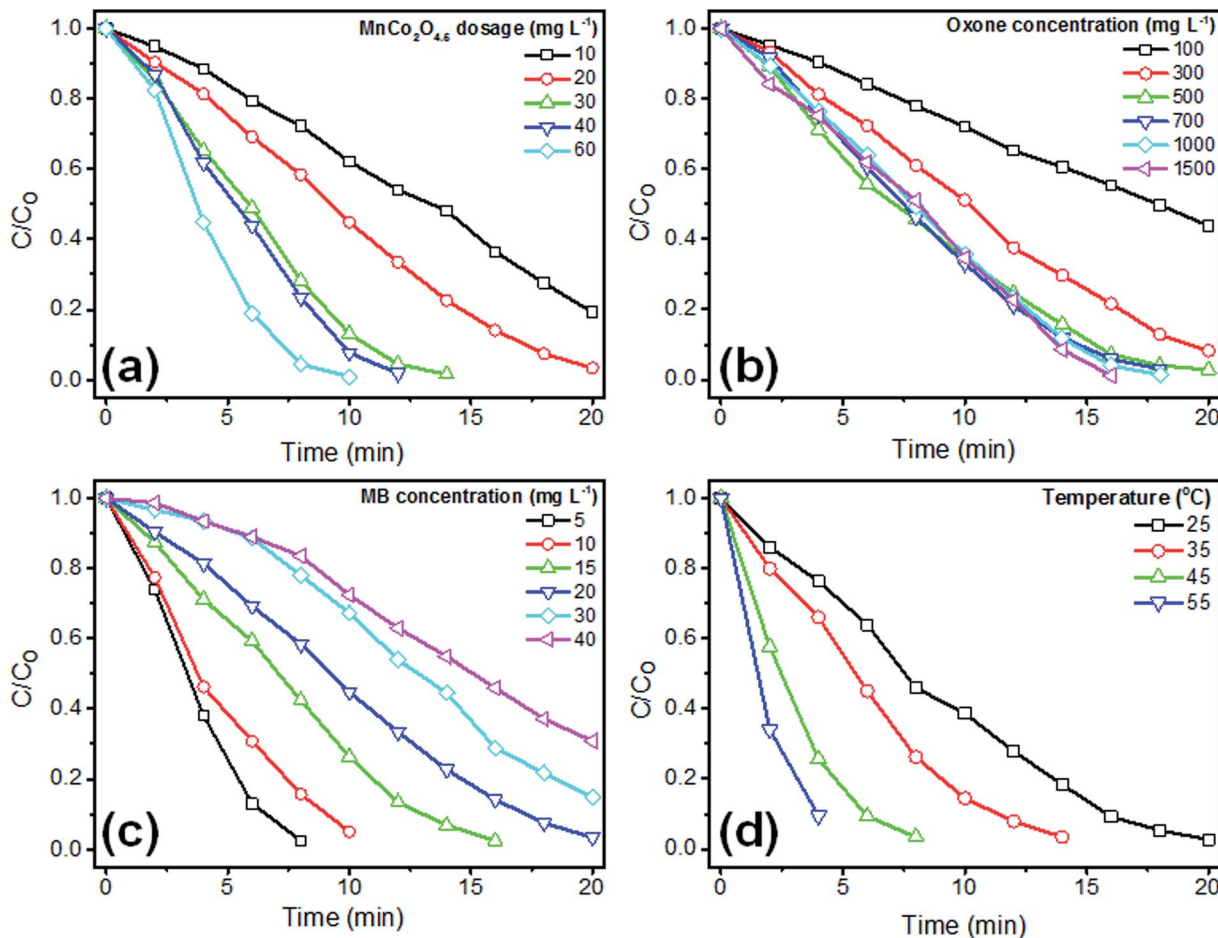 MnCo₂O₄.₆ dosage (mg L⁻¹)
10
20
30
40
60
C/C₀
1.0
0.8
0.6
0.4
0.2
0.0
(a)
0 5 10 15 20
Time (min)
Oxone concentration (mg L⁻¹)
100
300
500
700
1000
1500
C/C₀
1.0
0.8
0.6
0.4
0.2
0.0
(b)
0 5 10 15 20
Time (min)
MB concentration (mg L⁻¹)
5
10
15
20
30
40
C/C₀
1.0
0.8
0.6
0.4
0.2
0.0
(c)
0 5 10 15 20
Time (min)
Temperature (°C)
25
35
45
55
C/C₀
1.0
0.8
0.6
0.4
0.2
0.0
(d)
0 5 10 15 20
Time (min)